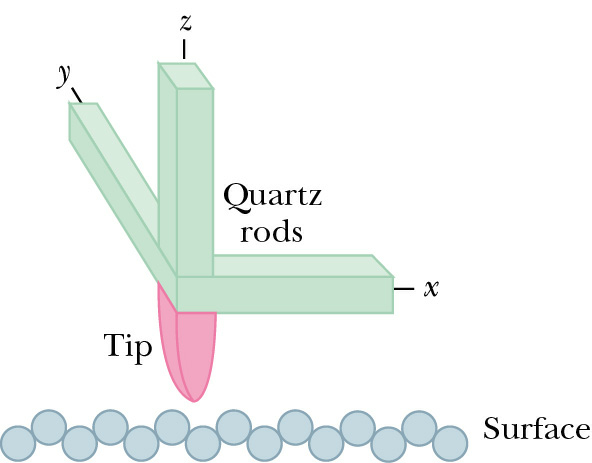 z
y
Quartz
rods
x
Tip
Surface